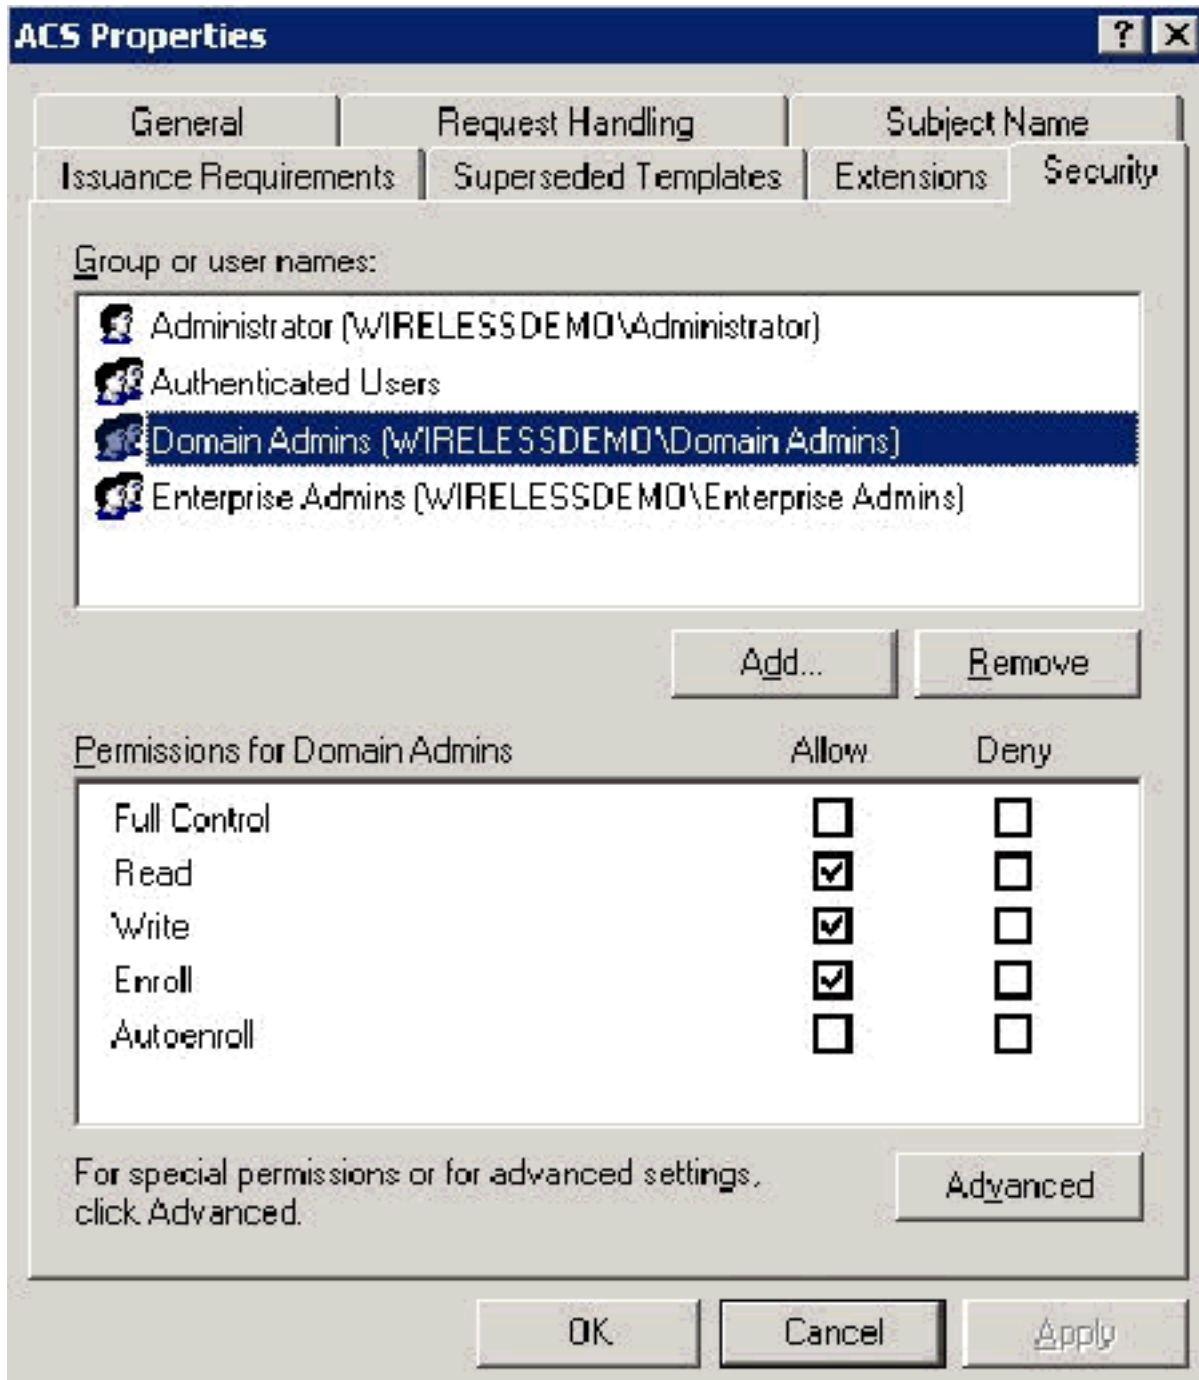 ACS Properties
General Request Handling Subject Name
Issuance Requirements Superseded Templates Extensions Security
Group or user names:
Administrator (WIRELESSDEMO\Administrator)
Authenticated Users
Domain Admins (WIRELESSDEMO\Domain Admins)
Enterprise Admins (WIRELESSDEMO\Enterprise Admins)
Add... Remove
Permissions for Domain Admins Allow Deny
Full Control
Read
Write
Enroll
Autoenroll
For special permissions or for advanced settings,
click Advanced.
Advanced
OK Cancel Apply